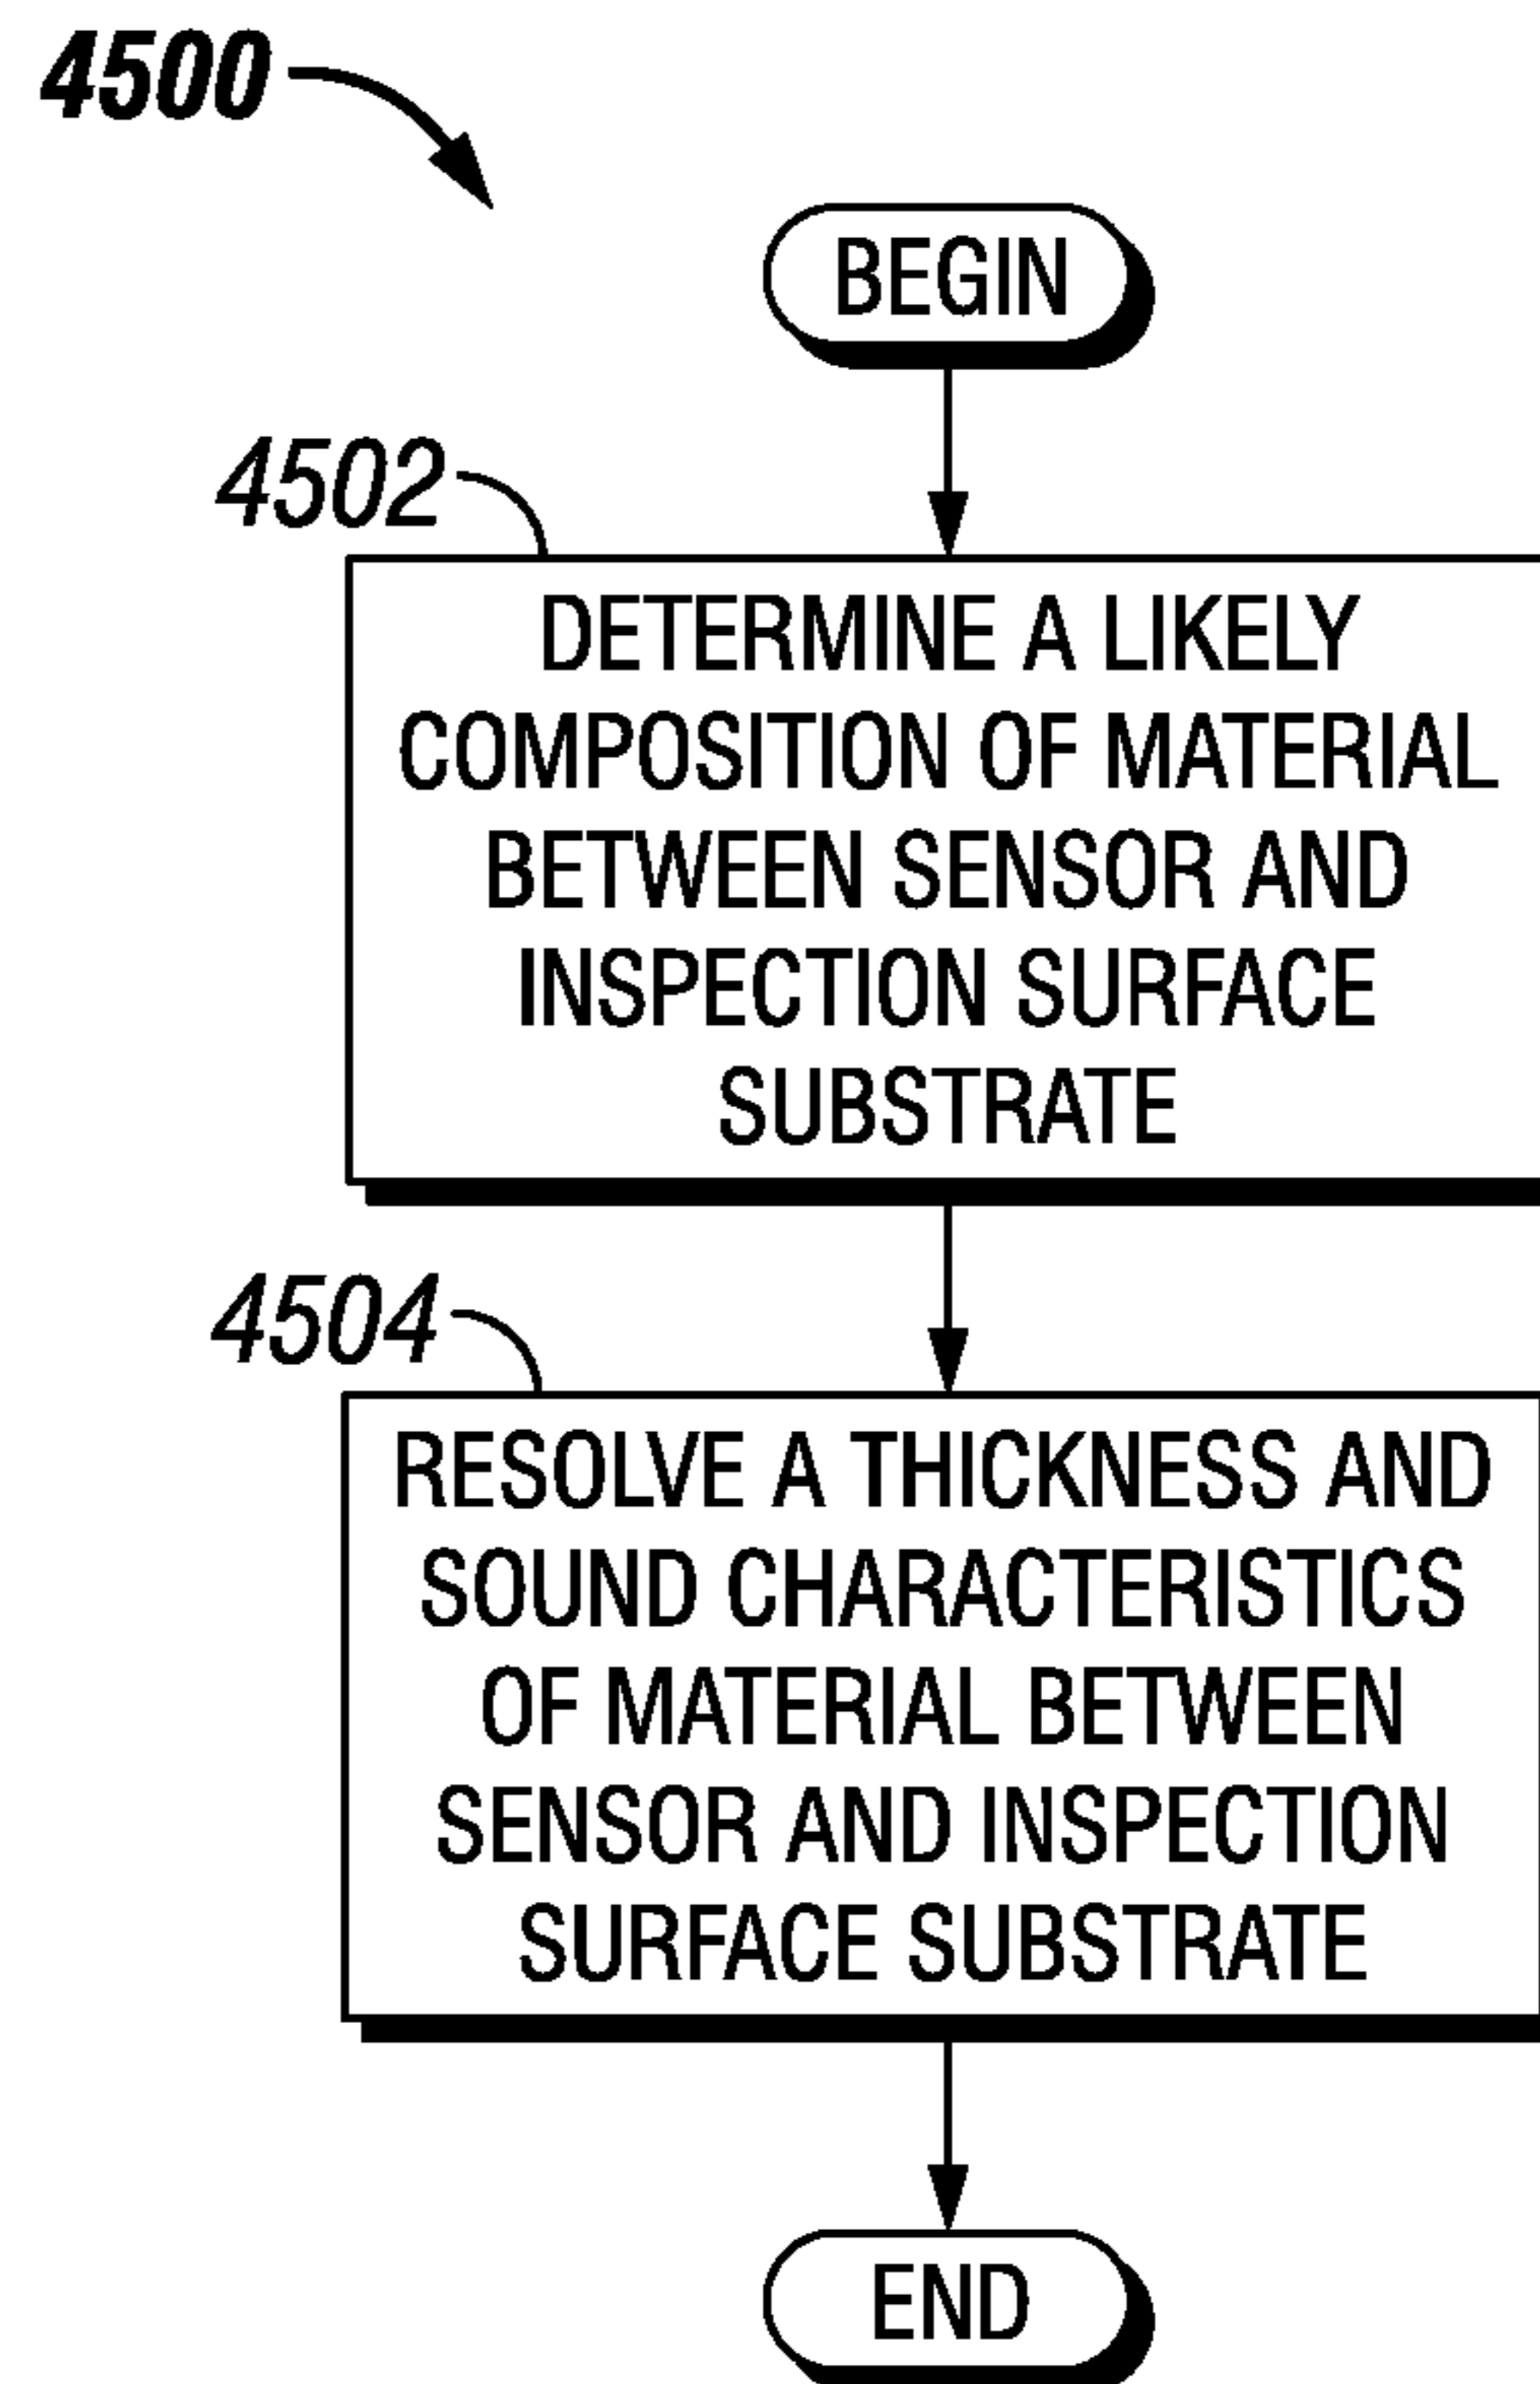 4500
BEGIN
4502
DETERMINE A LIKELY
COMPOSITION OF MATERIAL
BETWEEN SENSOR AND
INSPECTION SURFACE
SUBSTRATE
4504
RESOLVE A THICKNESS AND
SOUND CHARACTERISTICS
OF MATERIAL BETWEEN
SENSOR AND INSPECTION
SURFACE SUBSTRATE
END